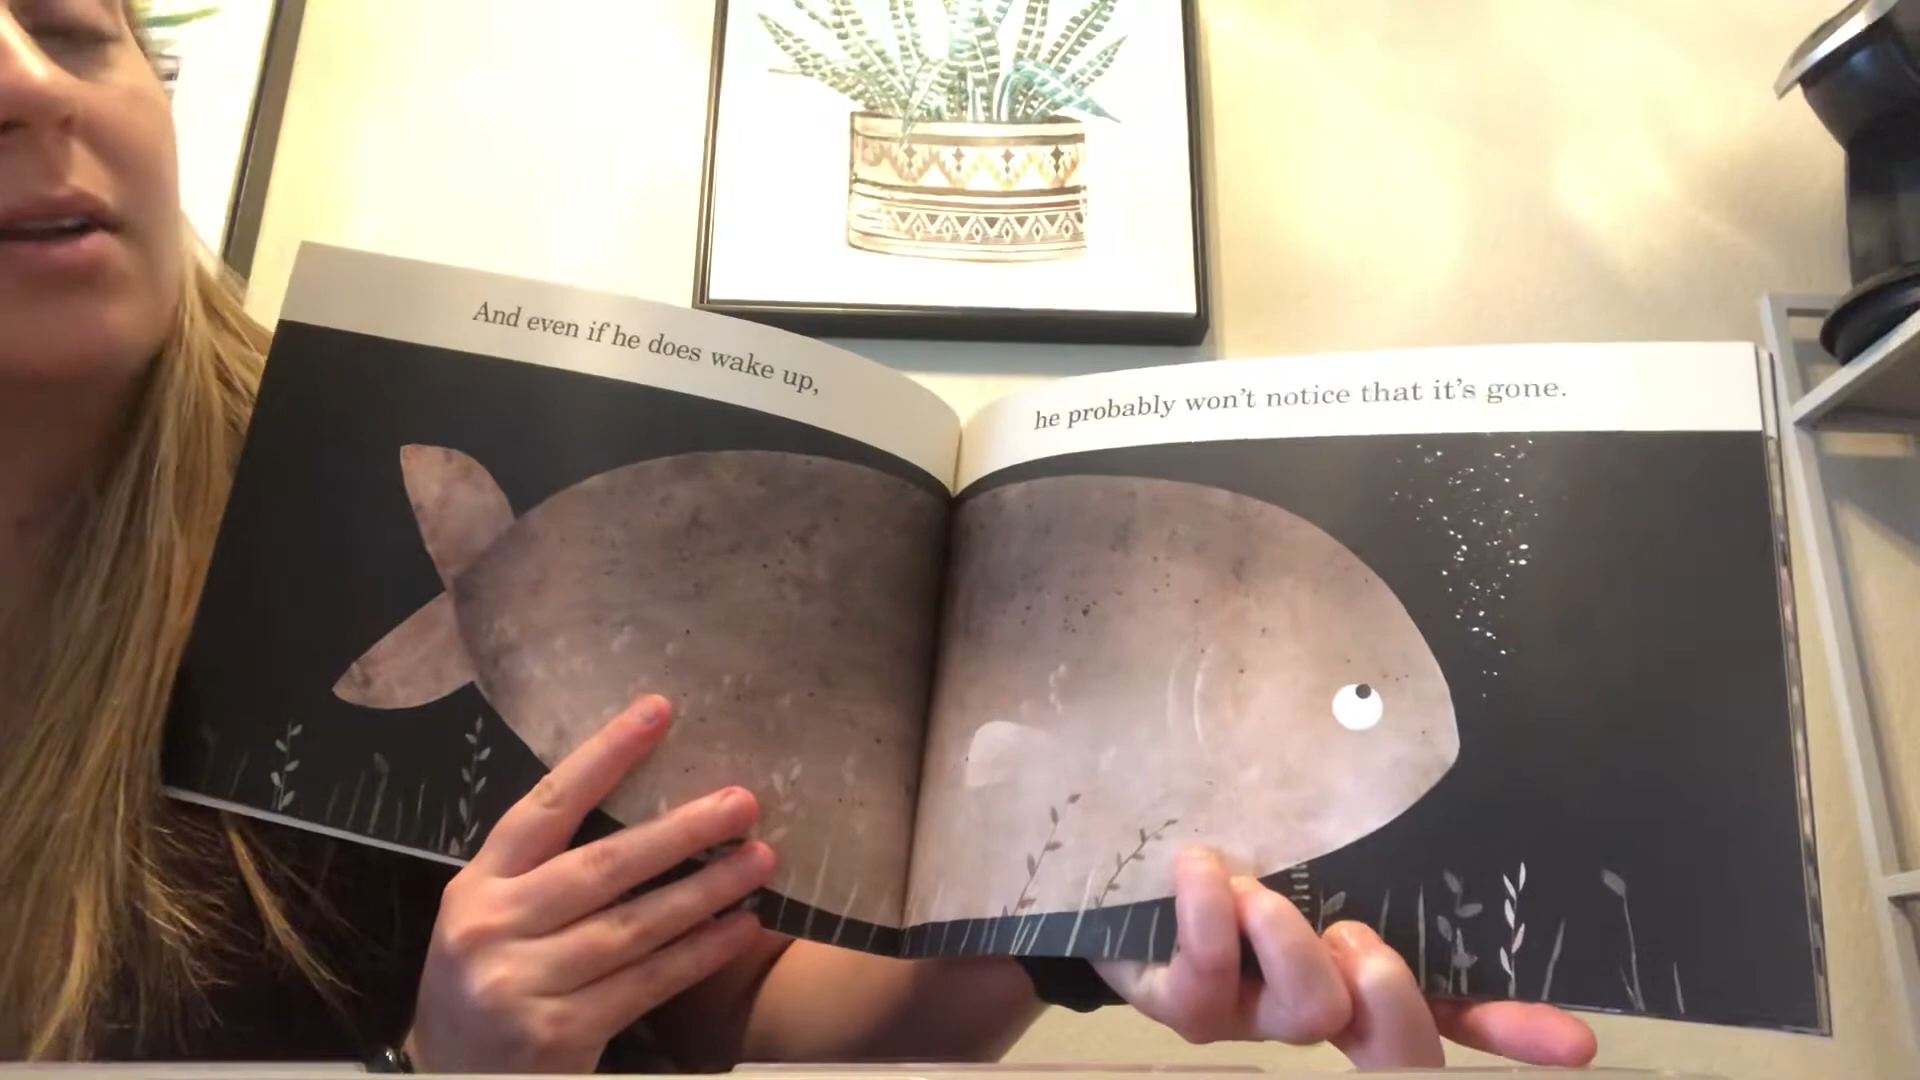 And even if he does wake up,
he probably won't notice that it's gone.